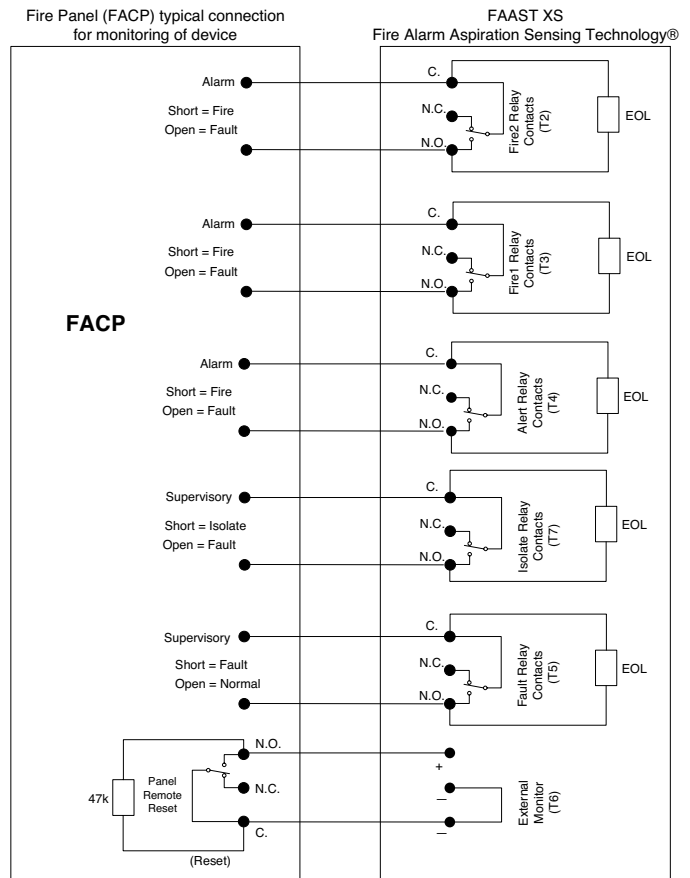 Fire Panel (FACP) typical connection
for monitoring of device
FAAST XS
Fire Alarm Aspiration Sensing Technology®
Alarm
Short = Fire
Open = Fault
C.
N.C.
N.O.
Fire2 Relay
Contacts
(T2)
EOL
Alarm
Short = Fire
Open = Fault
C.
N.C.
N.O.
Fire1 Relay
Contacts
(T3)
EOL
FACP
Alarm
Short = Fire
Open = Fault
C.
N.C.
N.O.
Alert Relay
Contacts
(T4)
EOL
Supervisory
Short = Isolate
Open = Fault
C.
N.C.
N.O.
Isolate Relay
Contacts
(T7)
EOL
Supervisory
Short = Fault
Open = Normal
C.
N.C.
N.O.
Fault Relay
Contacts
(T5)
EOL
47k
Panel
Remote
Reset
N.O.
N.C.
C.
(Reset)
+
—
—
External
Monitor
(T6)